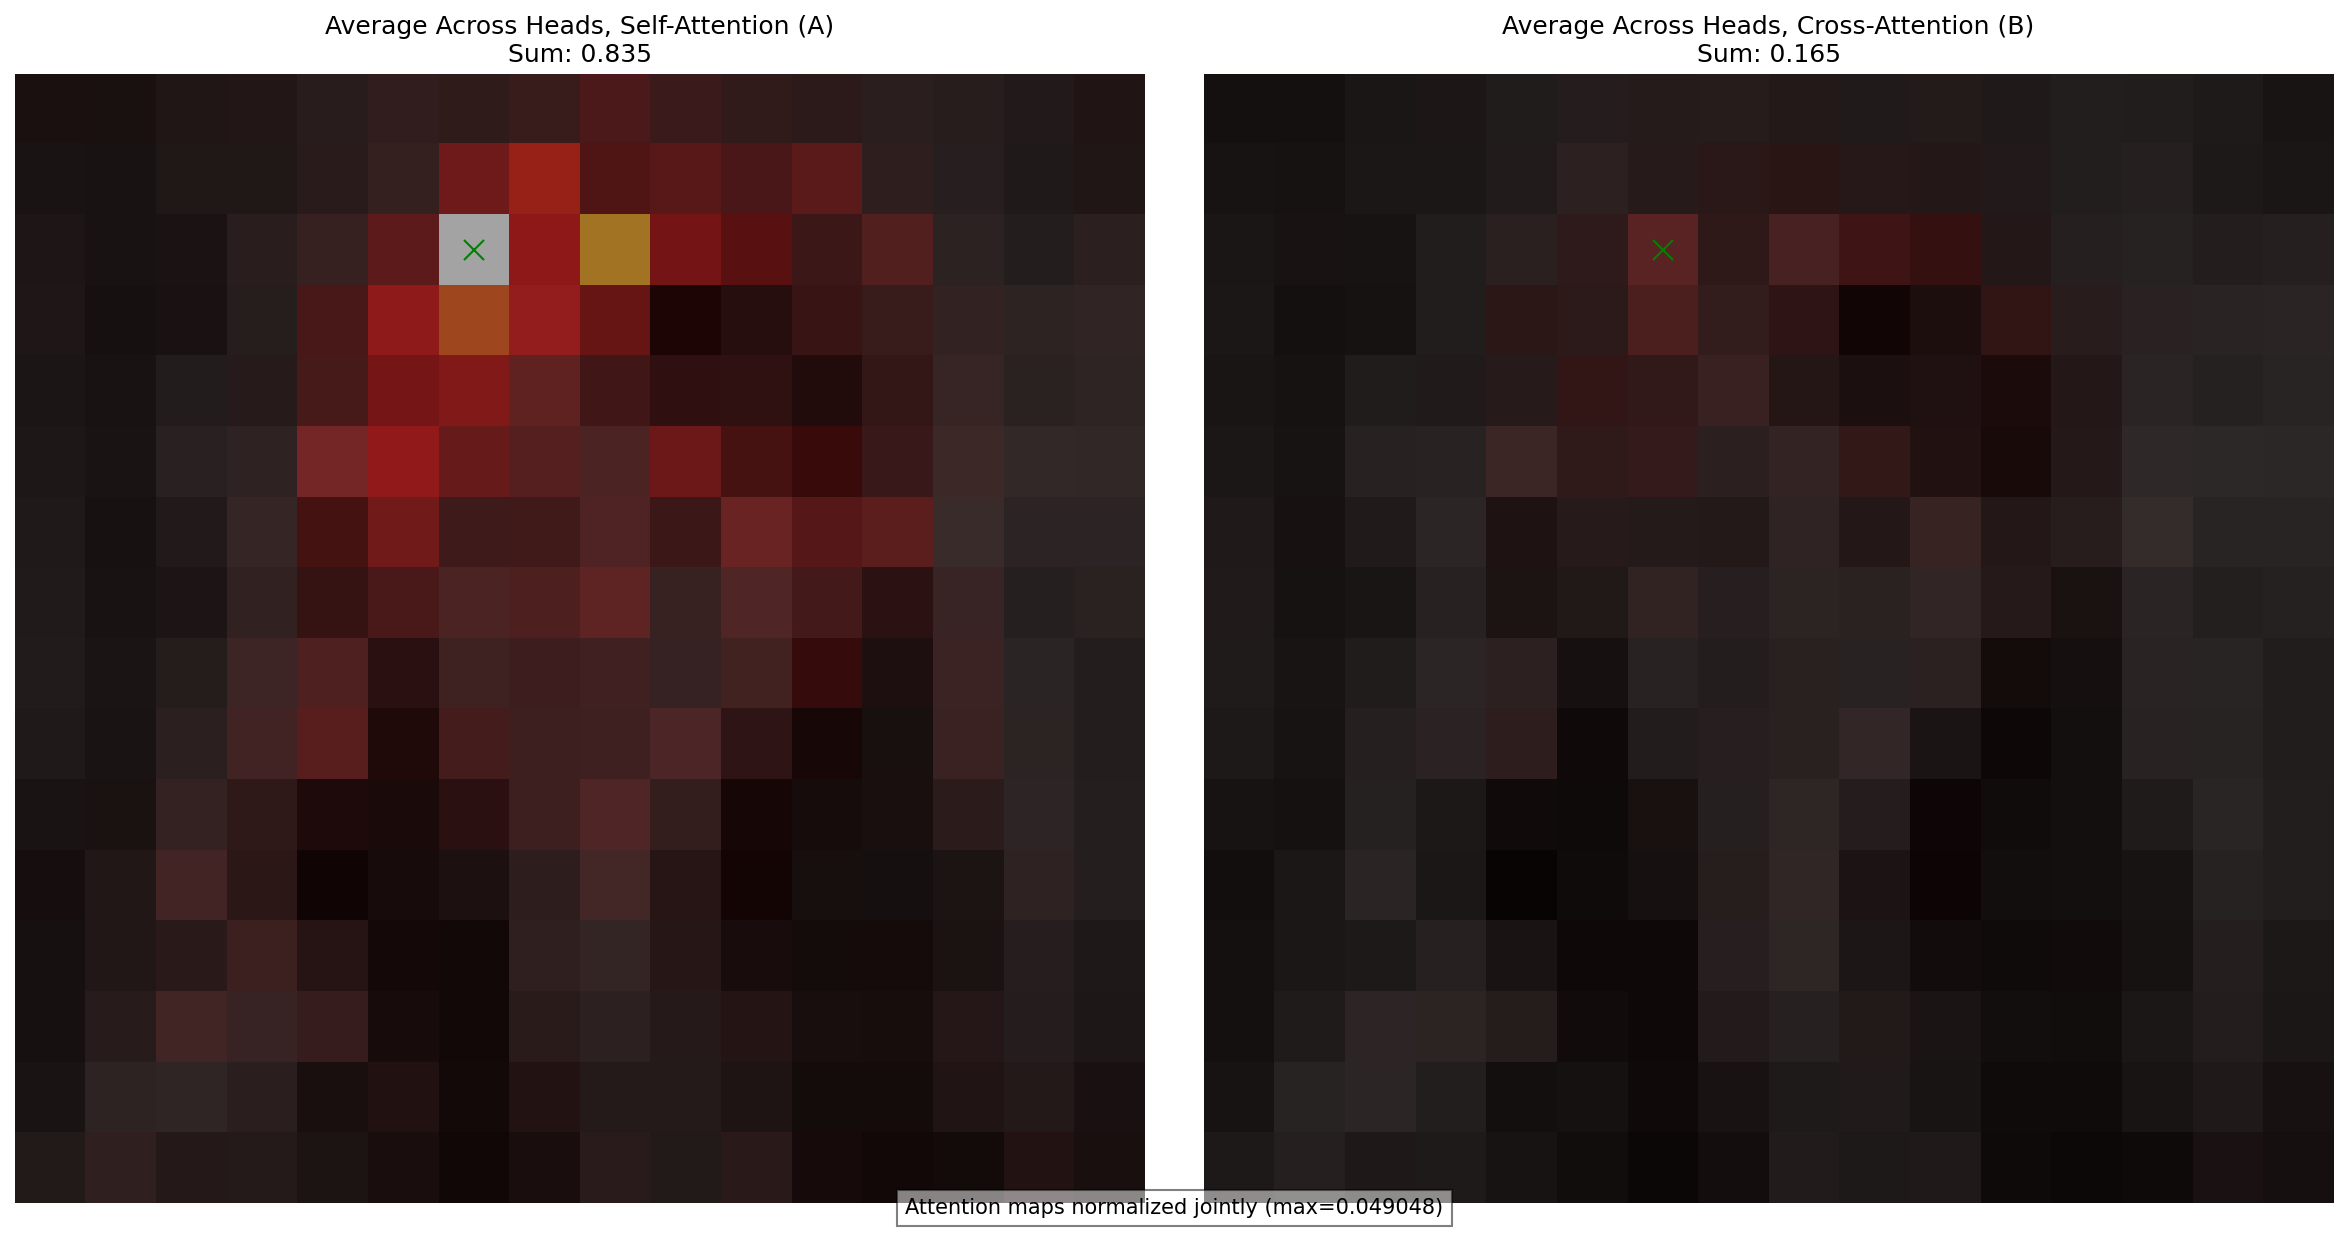 Average Across Heads, Self-Attention (A)
Sum: 0.835
Average Across Heads, Cross-Attention (B)
Sum: 0.165
Attention maps normalized jointly (max=0.049048)